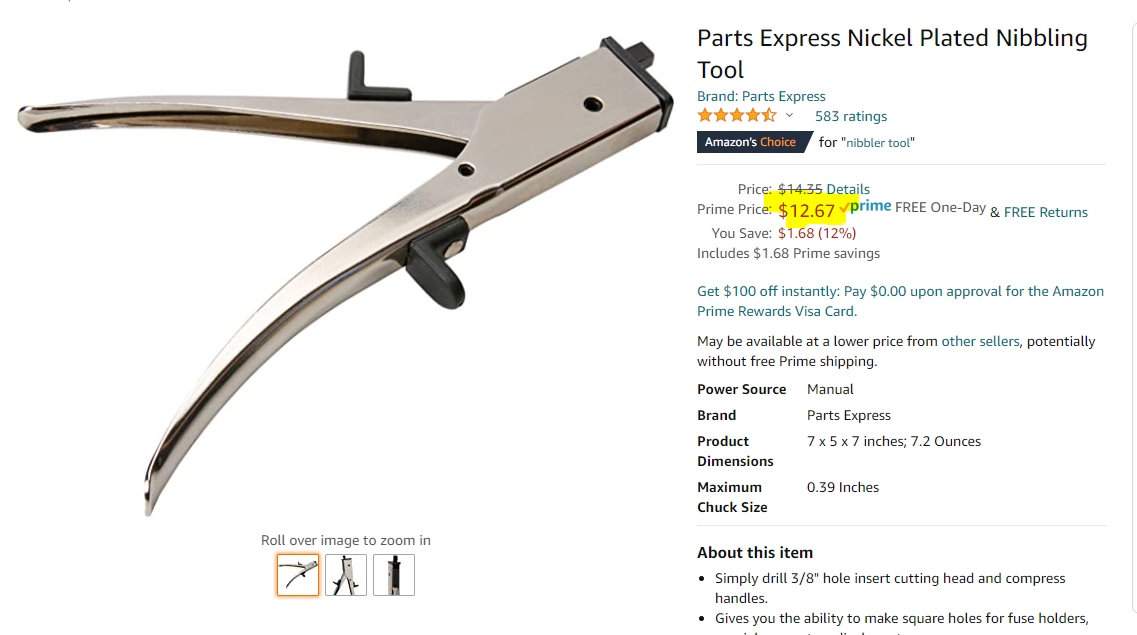 Parts Express Nickel Plated Nibbling
Tool
Brand: Parts Express
583 ratings
Amazon's Choice for "nibbler tool"
Price: $14.35 Details
Prime Price: $12.67 prime FREE One-Day & FREE Returns
You Save: $1.68 (12%)
Includes $1.68 Prime savings
Get $100 off instantly: Pay $0.00 upon approval for the Amazon
Prime Rewards Visa Card.
May be available at a lower price from other sellers, potentially
without free Prime shipping.
Power Source Manual
Brand Parts Express
Product Dimensions 7 x 5 x 7 inches; 7.2 Ounces
Maximum Chuck Size 0.39 Inches
Roll over image to zoom in
About this item
Simply drill 3/8" hole insert cutting head and compress
handles.
Gives you the ability to make square holes for fuse holders,